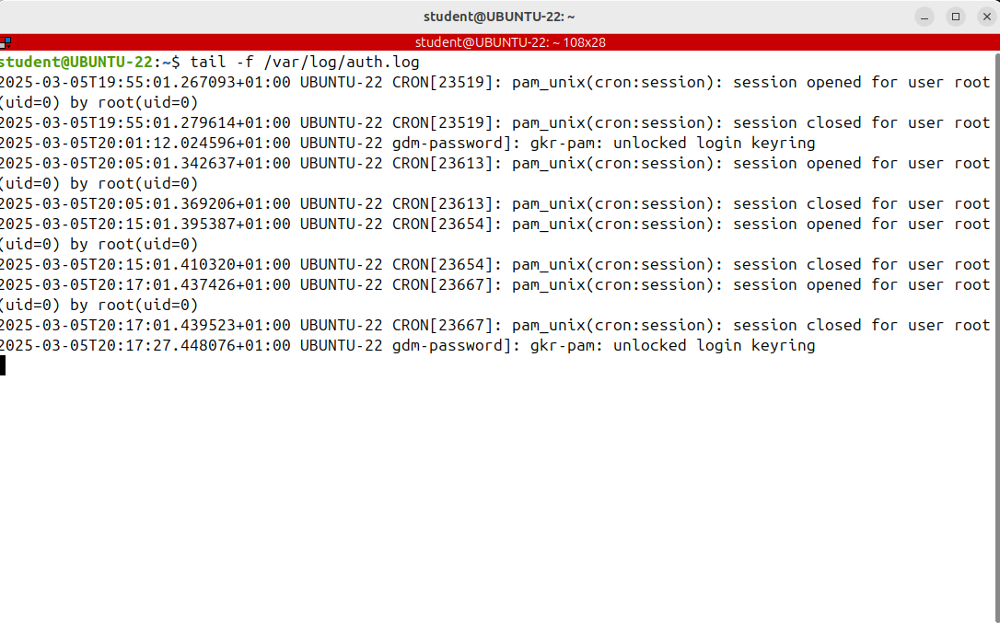 student@UBUNTU-22: ~
student@UBUNTU-22: ~ 108x28
student@UBUNTU-22:~$ tail -f /var/log/auth.log
2025-03-05T19:55:01.267093+01:00 UBUNTU-22 CRON[23519]: pam_unix(cron:session): session opened for user root
(uid=0) by root(uid=0)
2025-03-05T19:55:01.279614+01:00 UBUNTU-22 CRON[23519]: pam_unix(cron:session): session closed for user root
2025-03-05T20:01:12.024596+01:00 UBUNTU-22 gdm-password]: gkr-pam: unlocked login keyring
2025-03-05T20:05:01.342637+01:00 UBUNTU-22 CRON[23613]: pam_unix(cron:session): session opened for user root
(uid=0) by root(uid=0)
2025-03-05T20:05:01.369206+01:00 UBUNTU-22 CRON[23613]: pam_unix(cron:session): session closed for user root
2025-03-05T20:15:01.395387+01:00 UBUNTU-22 CRON[23654]: pam_unix(cron:session): session opened for user root
(uid=0) by root(uid=0)
2025-03-05T20:15:01.410320+01:00 UBUNTU-22 CRON[23654]: pam_unix(cron:session): session closed for user root
2025-03-05T20:17:01.437426+01:00 UBUNTU-22 CRON[23667]: pam_unix(cron:session): session opened for user root
(uid=0) by root(uid=0)
2025-03-05T20:17:01.439523+01:00 UBUNTU-22 CRON[23667]: pam_unix(cron:session): session closed for user root
2025-03-05T20:17:27.448076+01:00 UBUNTU-22 gdm-password]: gkr-pam: unlocked login keyring